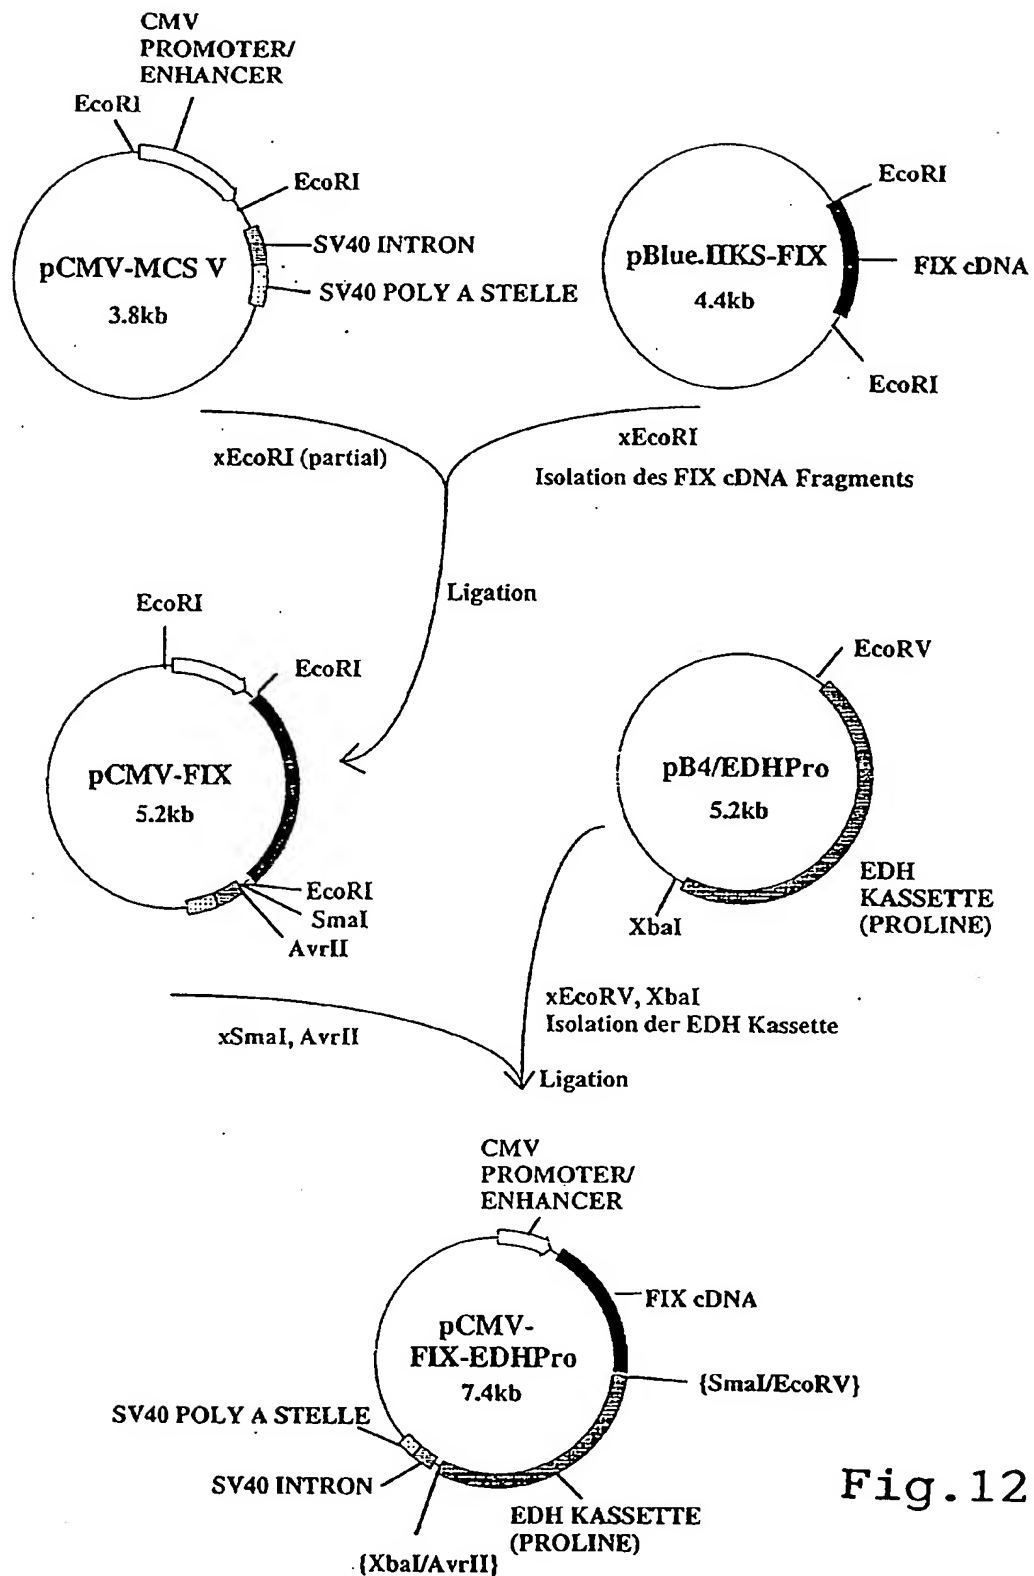 CMV
PROMOTER/
ENHANCER
EcoRI
EcoRI
SV40 INTRON
SV40 POLY A STELLE
pCMV-MCS V
3.8kb
EcoRI
pBlue.IIKS-FIX
4.4kb
FIX cDNA
EcoRI
xEcoRI (partial)
xEcoRI
Isolation des FIX cDNA Fragments
Ligation
EcoRI
EcoRI
pCMV-FIX
5.2kb
EcoRI
SmaI
AvrII
EcoRV
pB4/EDHPro
5.2kb
EDH
KASSETTE
(PROLINE)
XbaI
xSmaI, AvrII
xEcoRV, XbaI
Isolation der EDH Kassette
Ligation
CMV
PROMOTER/
ENHANCER
FIX cDNA
pCMV-
FIX-EDHPro
7.4kb
{SmaI/EcoRV}
SV40 POLY A STELLE
SV40 INTRON
EDH KASSETTE
(PROLINE)
{XbaI/AvrII}
Fig.12